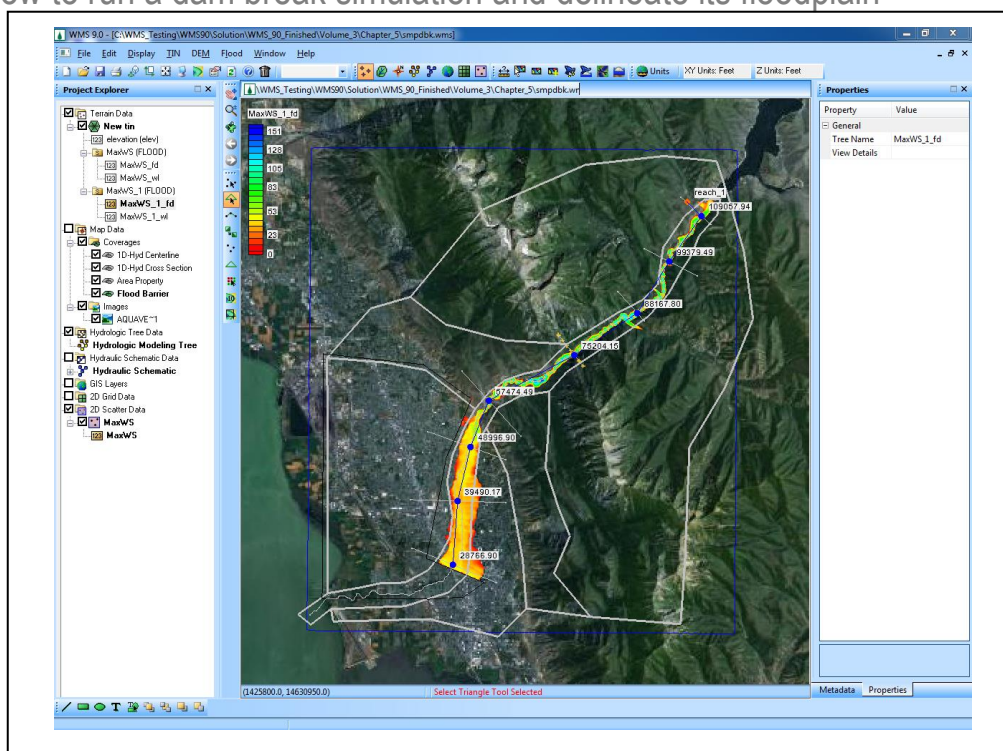 ow to run a dam break simulation and delineate its floodplain
WMS 9.0 - [C:\WMS_Testing\WMS90\Solution\WMS_90_Finished\Volume_3\Chapter_5\smpdbk.wms]
File Edit Display TIN DEM Flood Window Help
Units XY Units: Feet Z Units: Feet
Project Explorer
Terrain Data
New tin
elevation (elev)
MaxWS (FLOOD)
MaxWS_fd
MaxWS_wl
MaxWS_1 (FLOOD)
MaxWS_1_fd
MaxWS_1_wl
Map Data
Coverages
1D-Hyd Centerline
1D-Hyd Cross Section
Area Property
Flood Barrier
Images
AQUAVE~1
Hydrologic Tree Data
Hydrologic Modeling Tree
Hydraulic Schematic Data
Hydraulic Schematic
GIS Layers
2D Grid Data
2D Scatter Data
MaxWS
MaxWS
\WMS_Testing\WMS90\Solution\WMS_90_Finished\Volume_3\Chapter_5\smpdbk.wr
MaxWS_1_fd
151
128
105
83
53
23
0
reach_1
109057.94
99379.49
88167.80
75204.15
57474.49
48996.90
39490.17
28766.90
(1425800.0, 14630950.0)
Select Triangle Tool Selected
Properties
Property Value
General
Tree Name MaxWS_1_fd
View Details
Metadata Properties